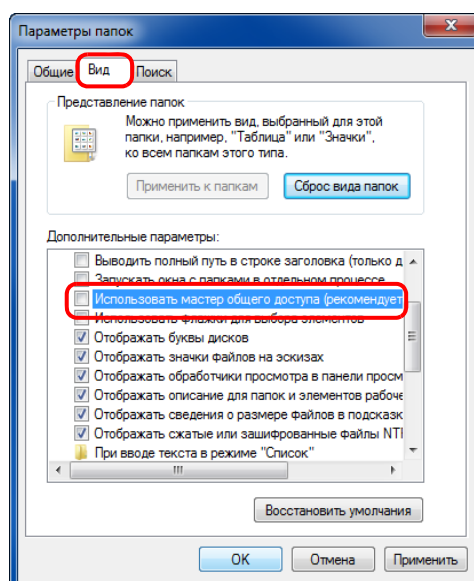 Параметры папок
Общие Вид Поиск
Представление папок
Можно применить вид, выбранный для этой
папки, например, "Таблица" или "Значки",
ко всем папкам этого типа.
Применить к папкам Сброс вида папок
Дополнительные параметры:
Выводить полный путь в строке заголовка (только д
Запускать окна с папками в отдельном процессе
Использовать мастер общего доступа (рекомендует
Использовать флажки для выбора элементов
Отображать буквы дисков
Отображать значки файлов на эскизах
Отображать обработчики просмотра в панели просм
Отображать описание для папок и элементов рабоче
Отображать сведения о размере файлов в подсказк
Отображать сжатые или зашифрованные файлы NTI
При вводе текста в режиме "Список"
Восстановить умолчания
OK Отмена Применить